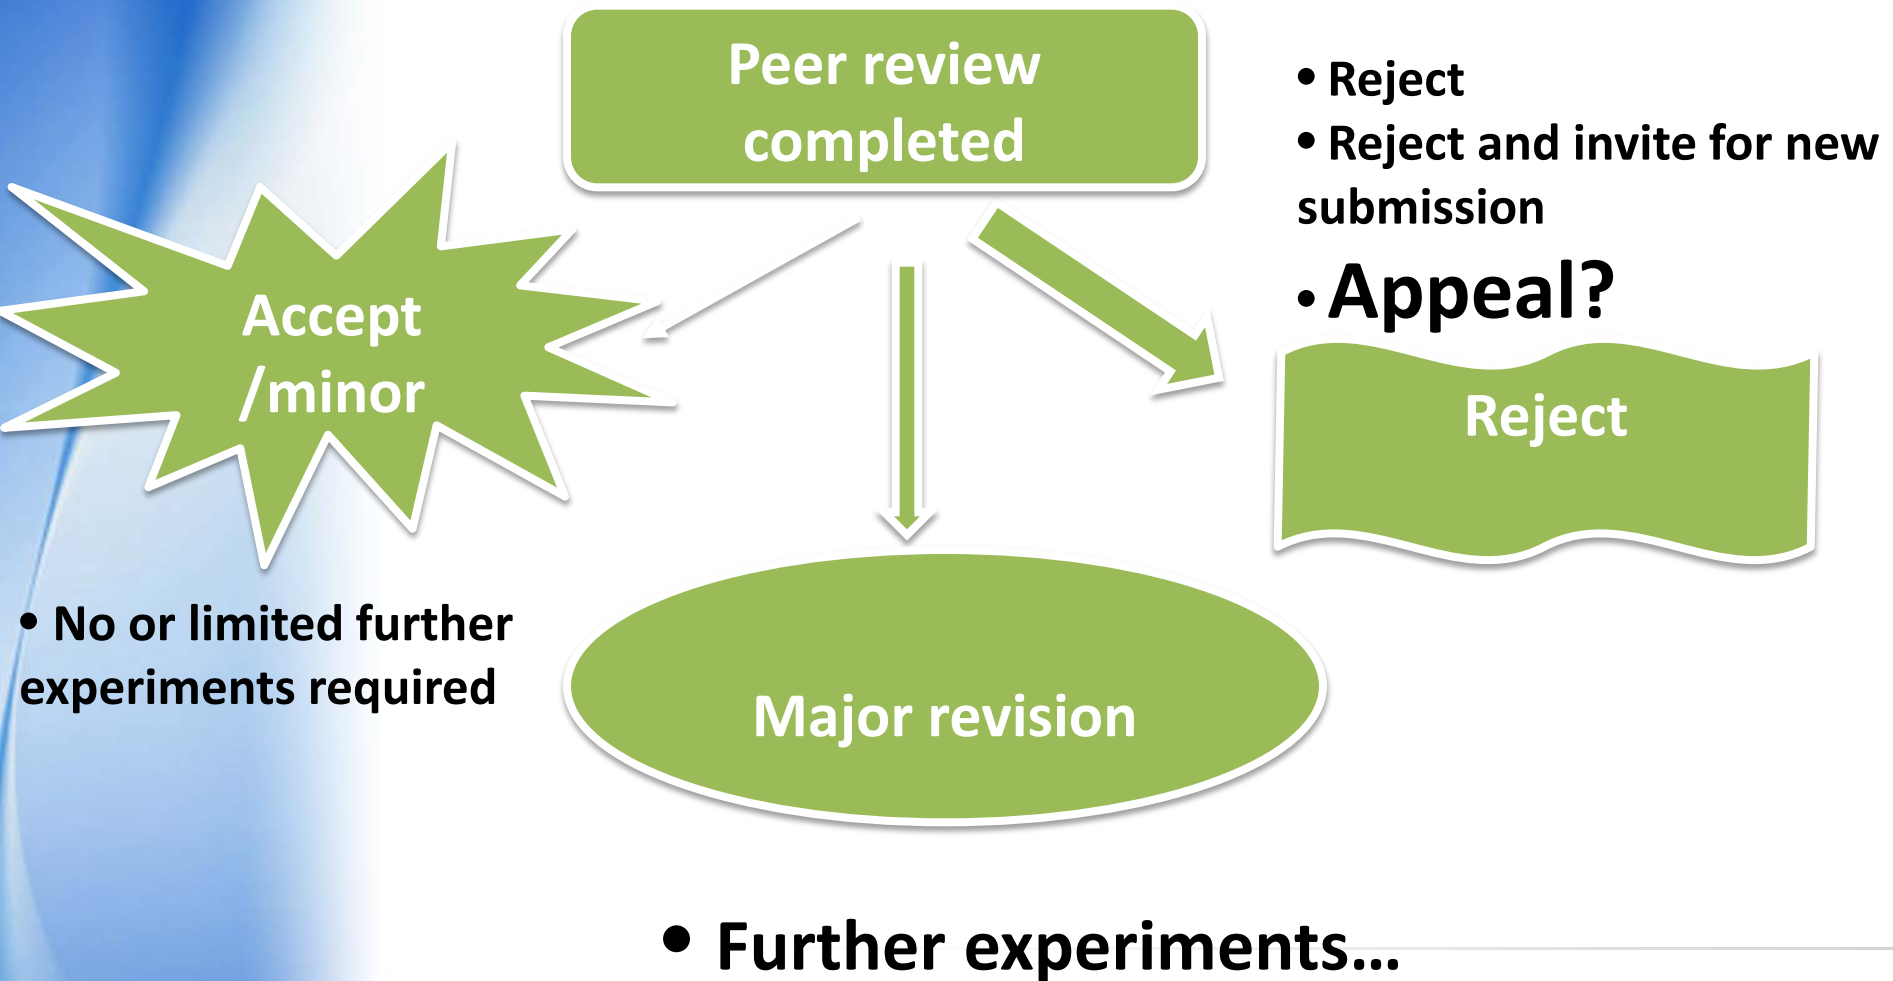 Peer review
completed
• Reject
• Reject and invite for new
submission
• Appeal?
Accept
/minor
Reject
• No or limited further
experiments required
Major revision
• Further experiments...